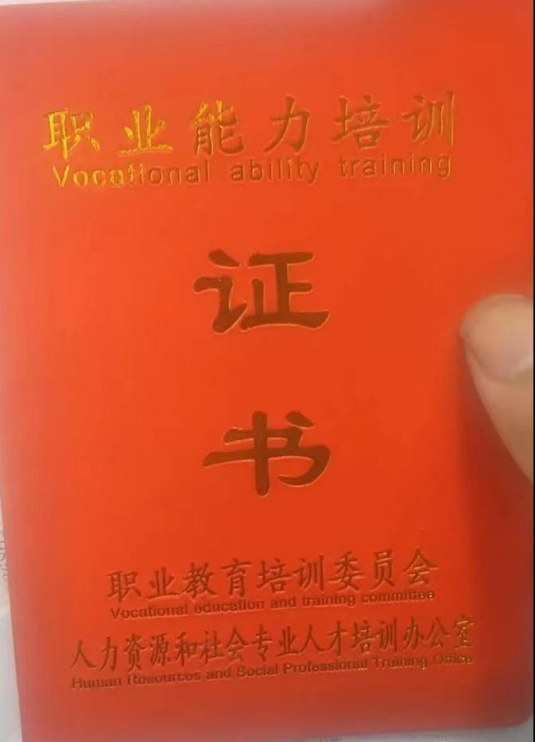 职业能力培训
Vocational ability training
证
书
职业教育培训委员会
Vocational education and training committee
人力资源和社会专业人才培训办公室
Human Resources and Social Professional Training Office